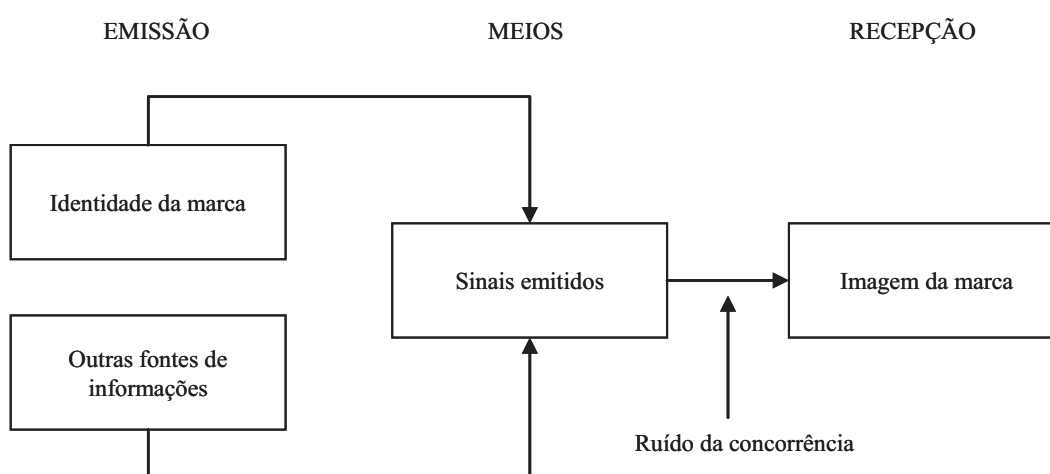 EMISSÃO
MEIOS
RECEPÇÃO
Identidade da marca
Sinais emitidos
Imagem da marca
Outras fontes de
informações
Ruído da concorrência